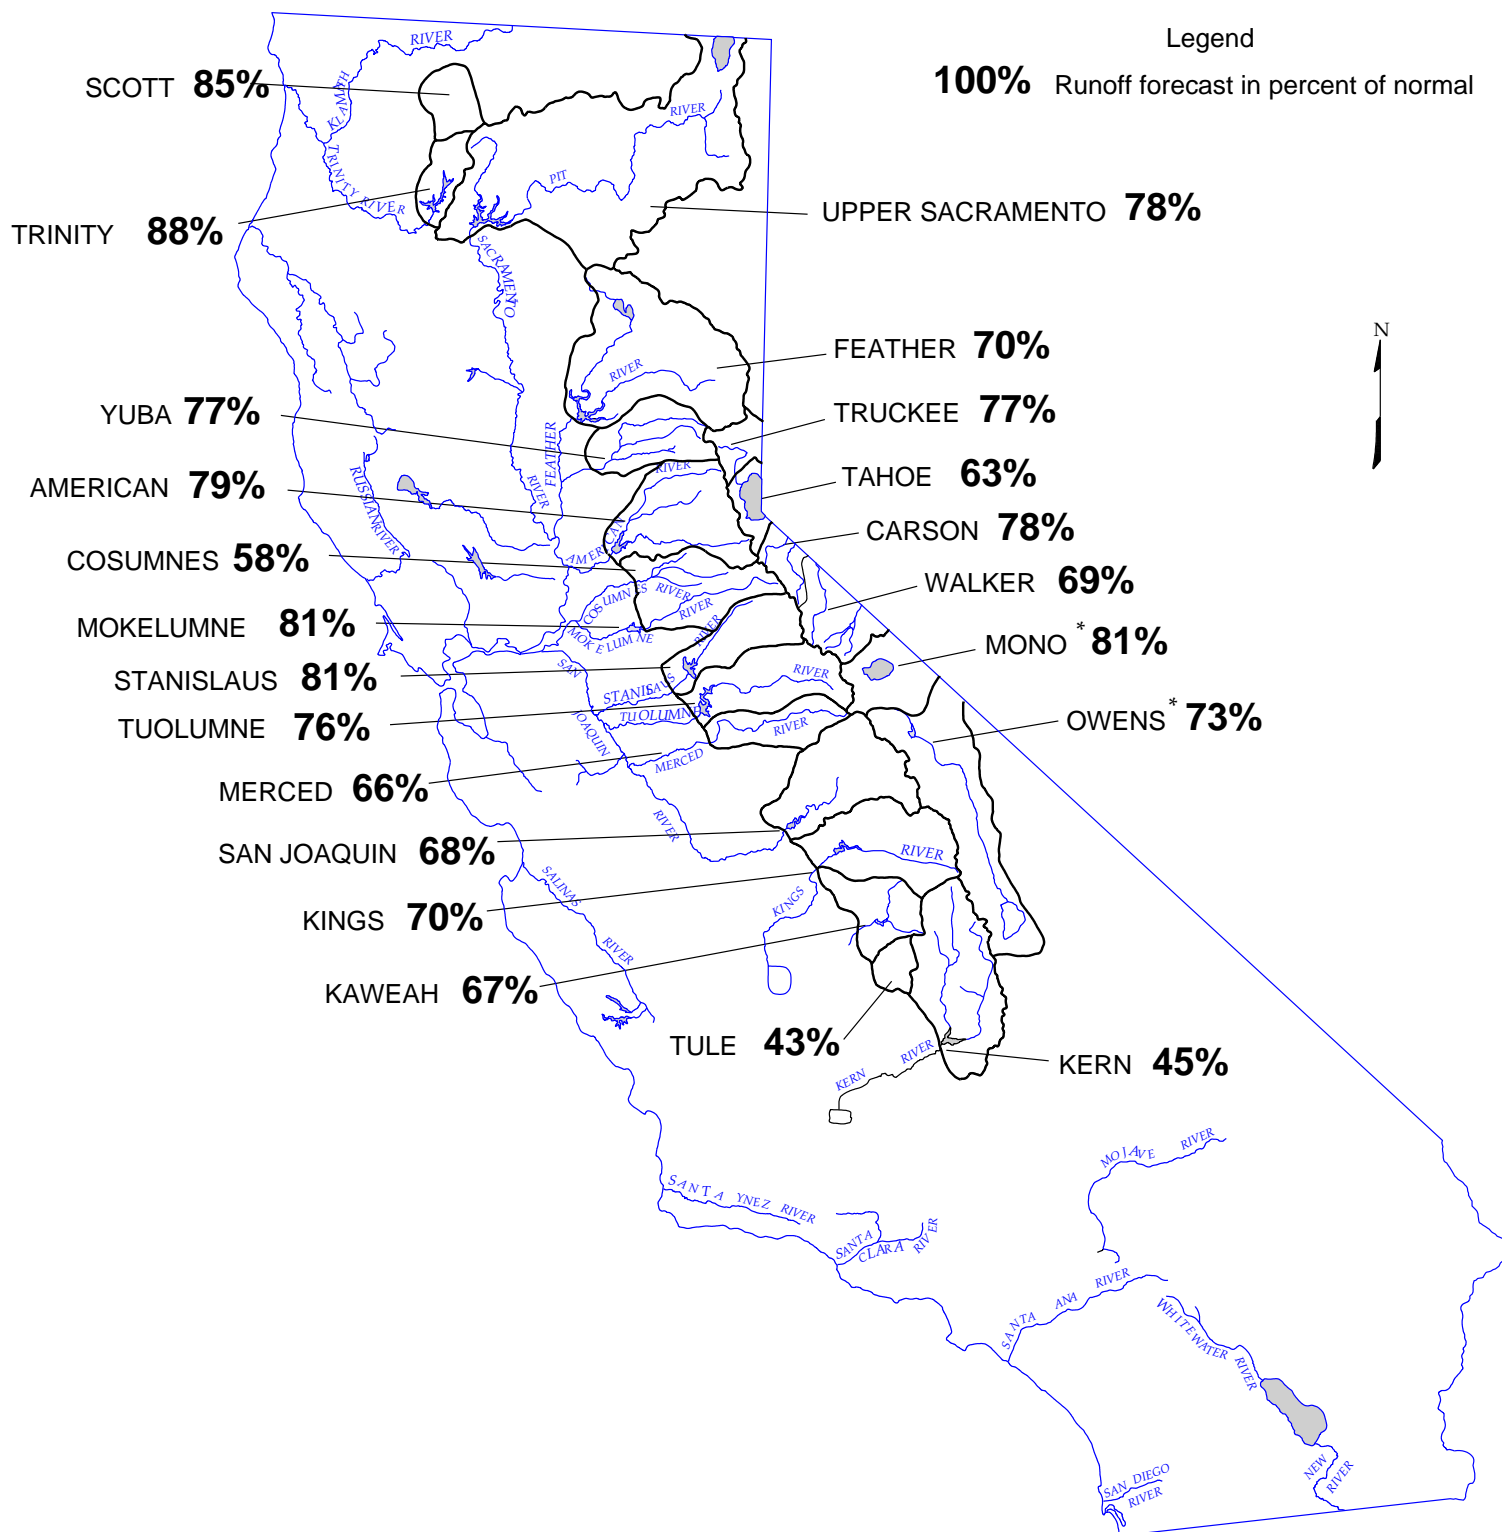 Legend
100% Runoff forecast in percent of normal
SCOTT 85%
TRINITY 88%
UPPER SACRAMENTO 78%
FEATHER 70%
YUBA 77%
TRUCKEE 77%
AMERICAN 79%
TAHOE 63%
COSUMNES 58%
CARSON 78%
WALKER 69%
MOKELUMNE 81%
MONO * 81%
STANISLAUS 81%
TUOLUMNE 76%
OWENS * 73%
MERCED 66%
SAN JOAQUIN 68%
KINGS 70%
KAWEAH 67%
TULE 43%
KERN 45%
N
KLAMATH RIVER
TRINITY RIVER
PIT RIVER
SACRAMENTO RIVER
FEATHER RIVER
RIVER
RUSSIAN RIVER
AMERICAN RIVER
COSUMNES RIVER
MOKELUMNE RIVER
STANISLAUS RIVER
TUOLUMNE RIVER
MERCED RIVER
SAN JOAQUIN RIVER
KINGS RIVER
SALINAS RIVER
KERN RIVER
SANTA YNEZ RIVER
SANTA CLARA RIVER
MOJAVE RIVER
SANTA ANA RIVER
WHITEWATER RIVER
NEW RIVER
SAN DIEGO RIVER